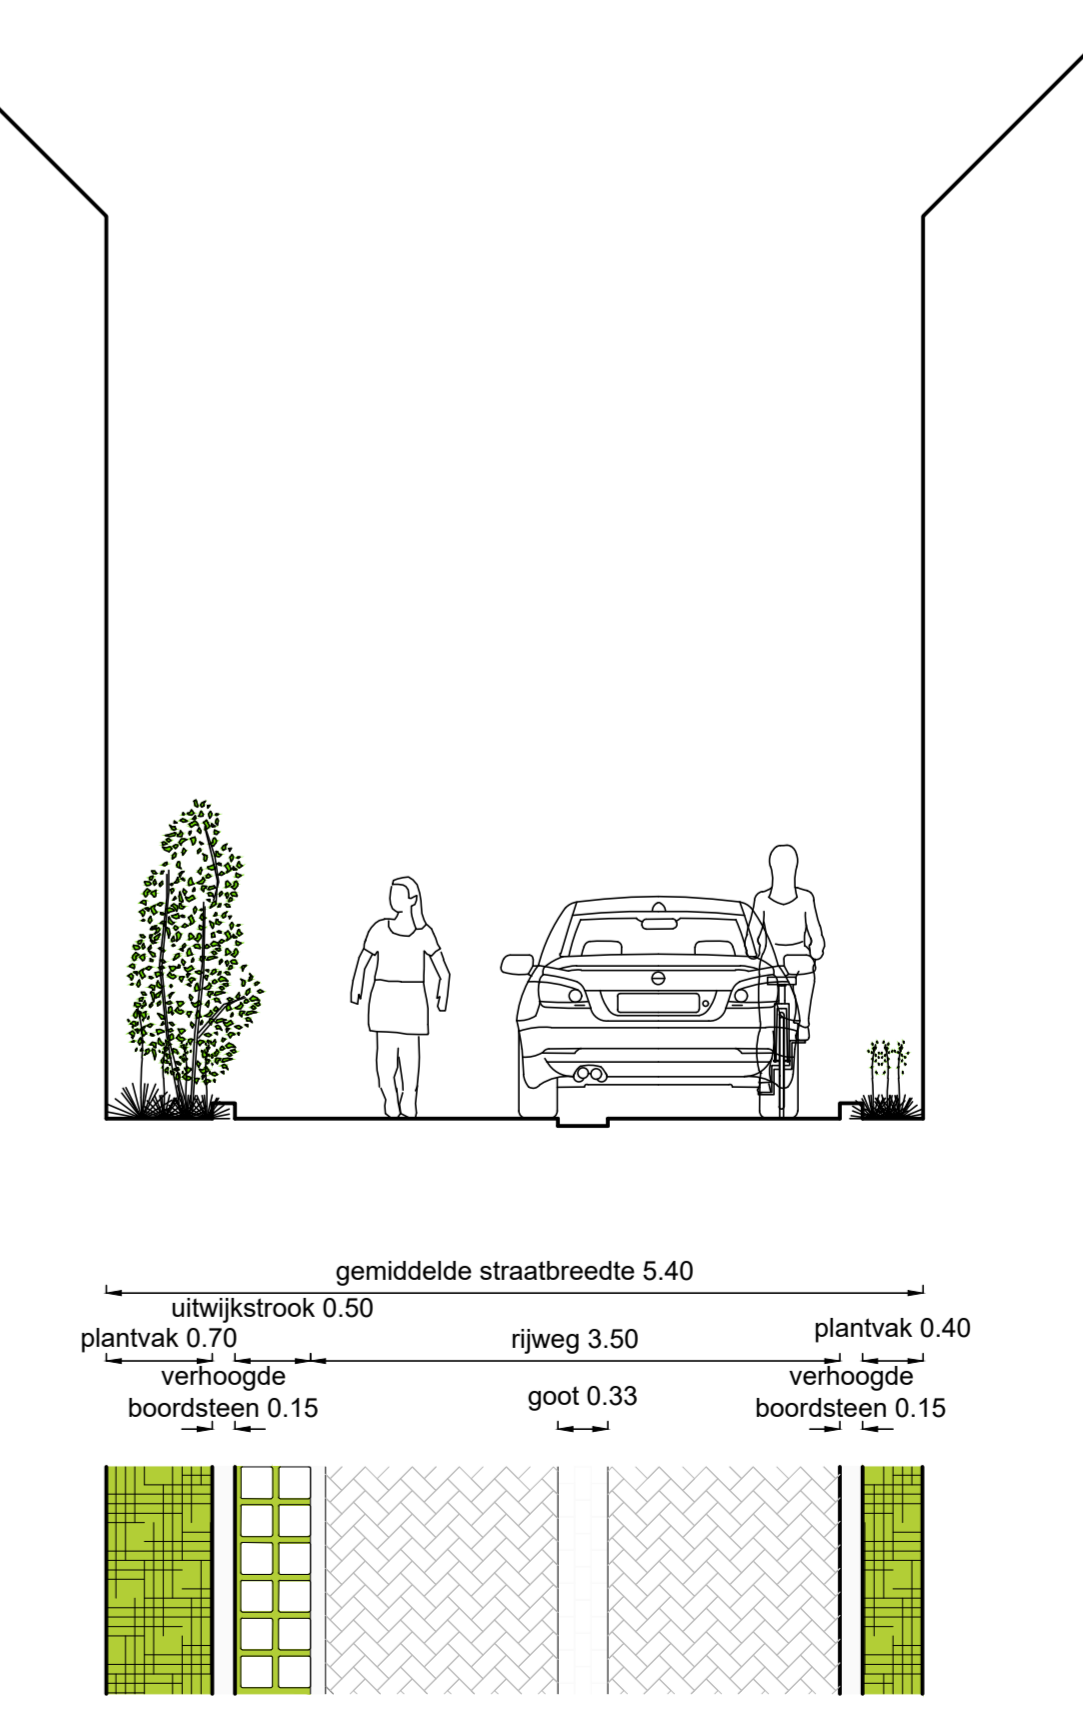 gemiddelde straatbreedte 5.40
uitwijkstrook 0.50
plantvak 0.70
rijweg 3.50
plantvak 0.40
verhoogde
boordsteen 0.15
goot 0.33
verhoogde
boordsteen 0.15